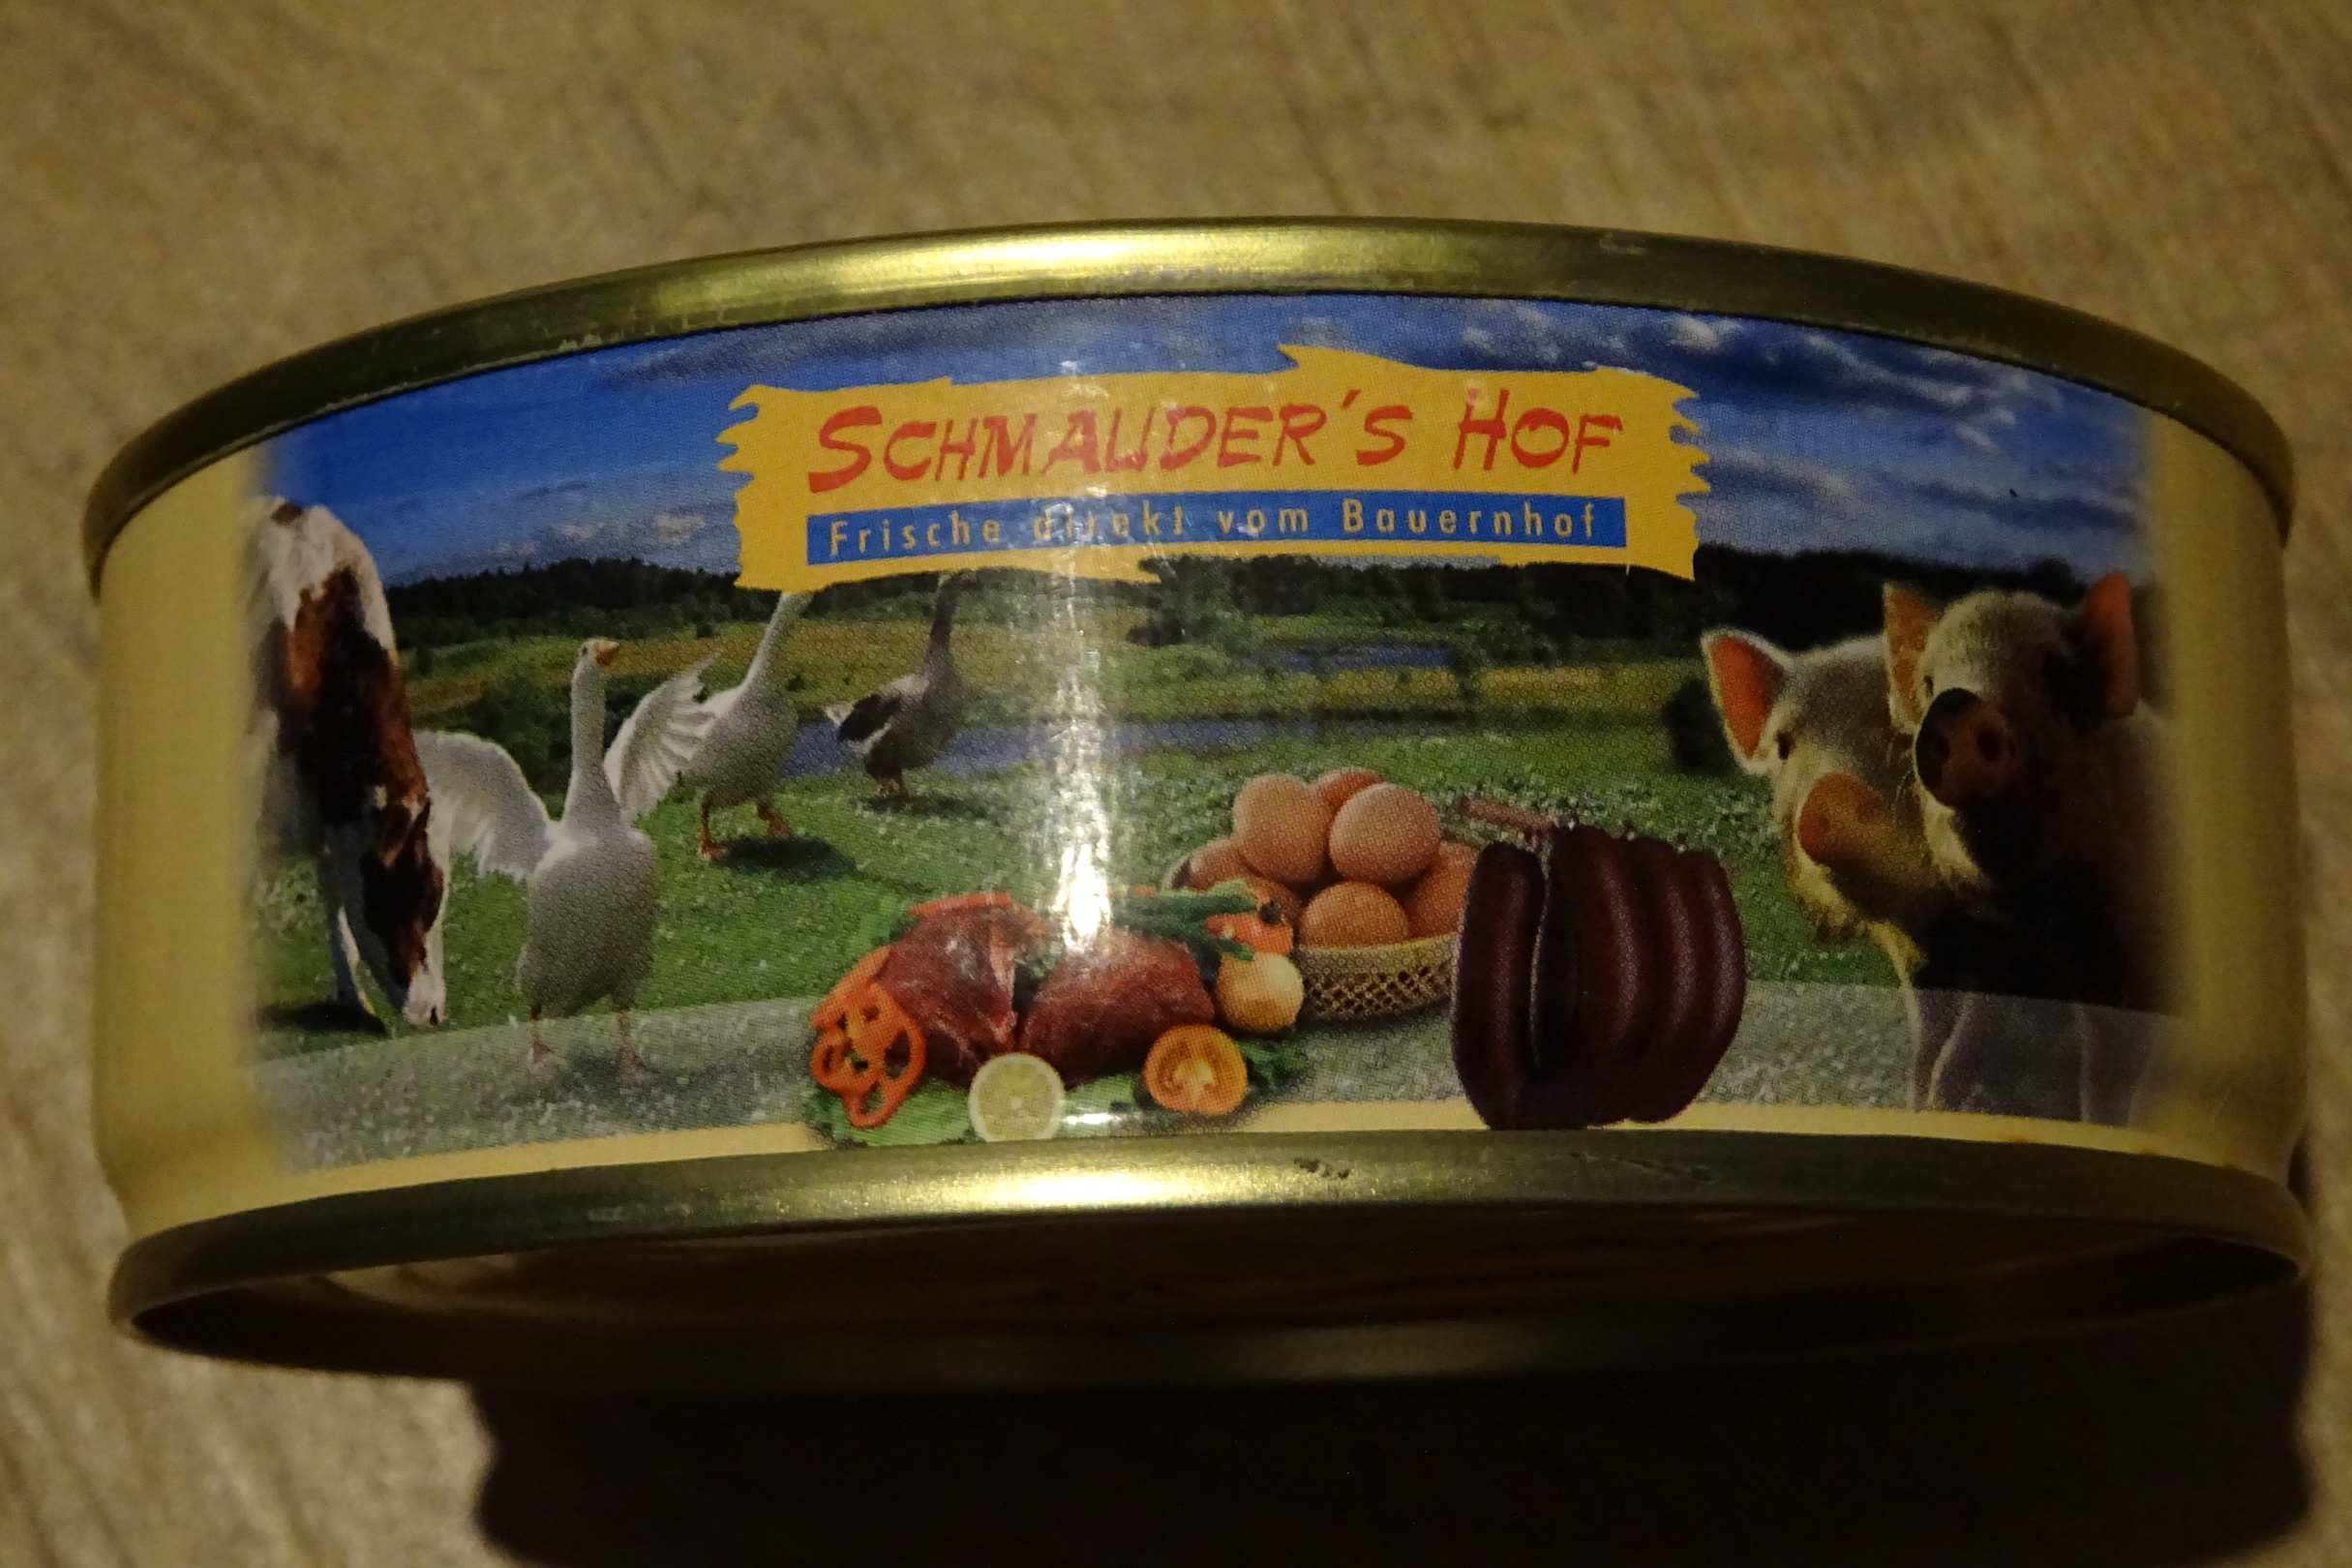 SCHMAUDER'S HOF
Frische direkt vom Bauernhof